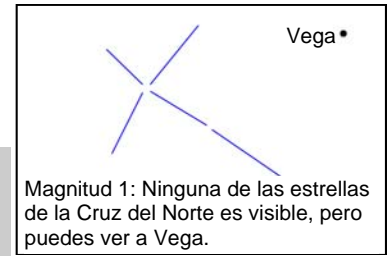 Vega
Magnitud 1: Ninguna de las estrellas
de la Cruz del Norte es visible, pero
puedes ver a Vega.